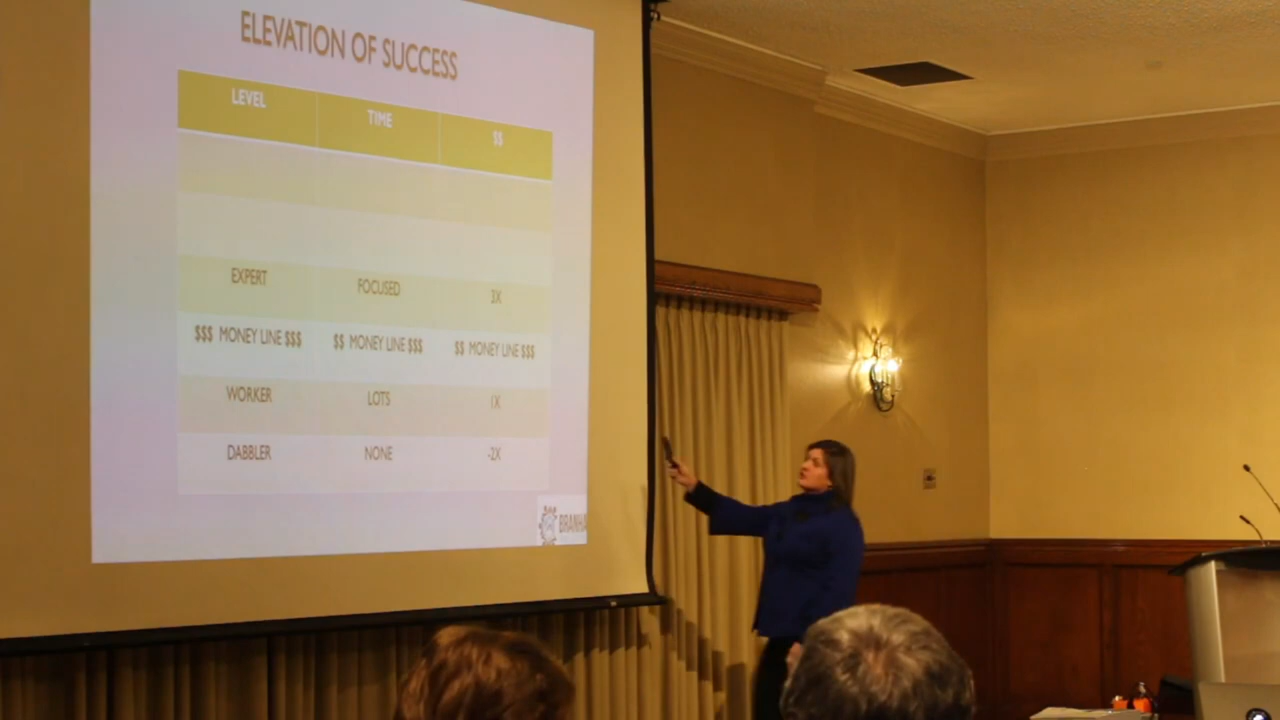 ELEVATION OF SUCCESS
LEVEL TIME $$
EXPERT FOCUSED 3X
$$$ MONEY LINE $$$ $$ MONEY LINE $$$ $$ MONEY LINE $$$
WORKER LOTS 1X
DABBLER NONE -2X
BRANHA